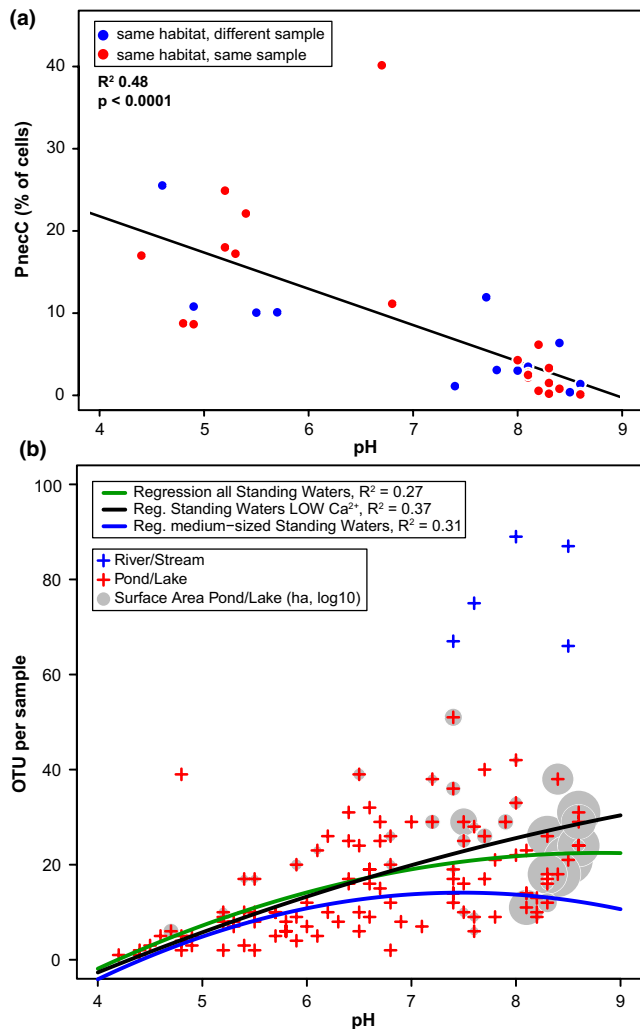 (a)
same habitat, different sample
same habitat, same sample
R² 0.48
p < 0.0001
PnecC (% of cells)
40
30
20
10
0
4 5 6 7 8 9
pH
(b)
Regression all Standing Waters, R² = 0.27
Reg. Standing Waters LOW Ca²⁺, R² = 0.37
Reg. medium−sized Standing Waters, R² = 0.31
River/Stream
Pond/Lake
Surface Area Pond/Lake (ha, log10)
OTU per sample
100
80
60
40
20
0
4 5 6 7 8 9
pH